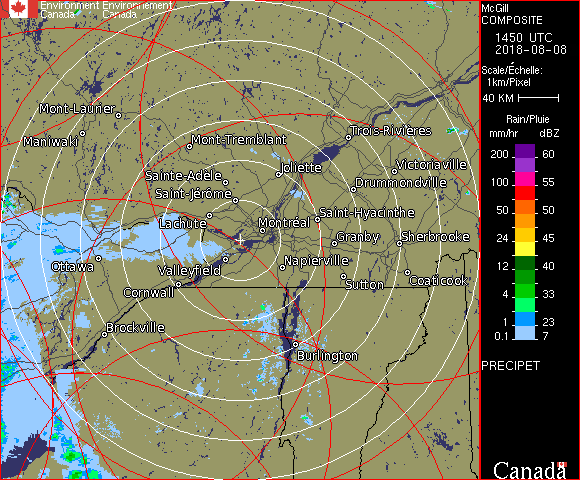 Environment Environnement
Canada Canada
McGill
COMPOSITE
1450 UTC
2018-08-08
Scale/Échelle:
1km/Pixel
40 KM
Rain/Pluie
mm/hr dBZ
200 60
150 57
100 55
50 50
24 45
12 40
4 33
1 23
0.1 7
PRECIPET
Canada
Mont-Laurier
Maniwaki
Mont-Tremblant
Trois-Rivières
Sainte-Adèle
Joliette
Victoriaville
Saint-Jérôme
Drummondville
Lachute
Montréal
Saint-Hyacinthe
Granby
Sherbrooke
Ottawa
Valleyfield
Napierville
Cornwall
Sutton
Coaticook
Brockville
Burlington